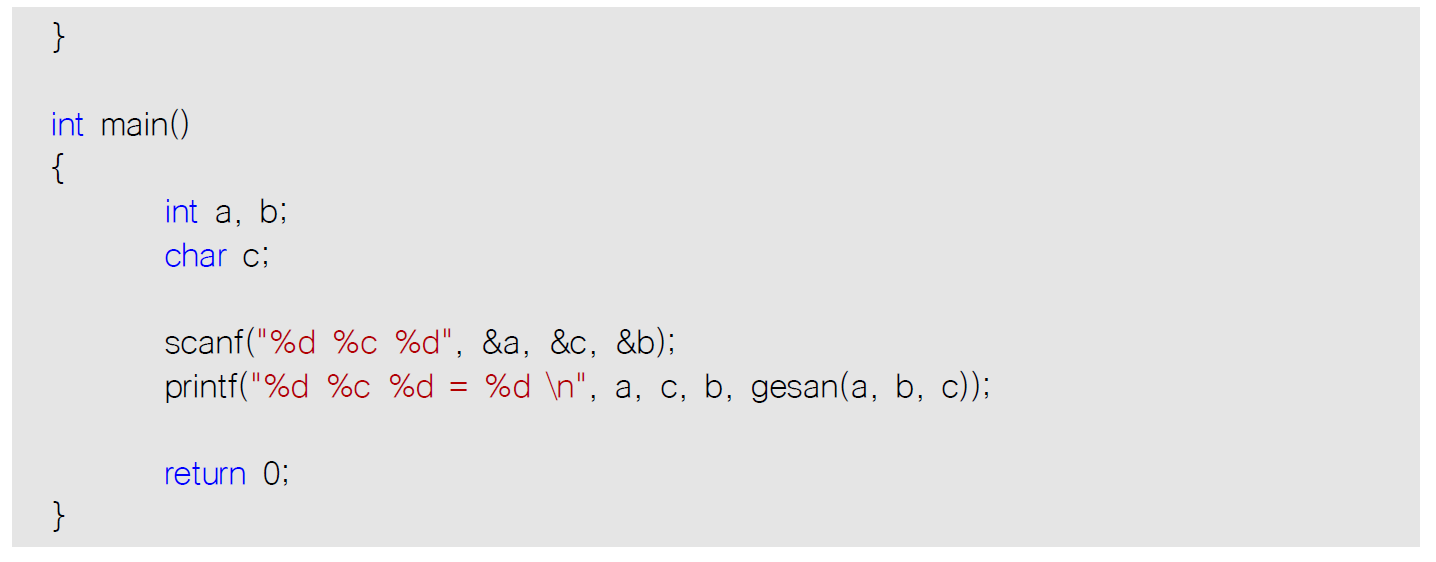 }
int main()
{
int a, b;
char c;
scanf("%d %c %d", &a, &c, &b);
printf("%d %c %d = %d \n", a, c, b, gesan(a, b, c));
return 0;
}